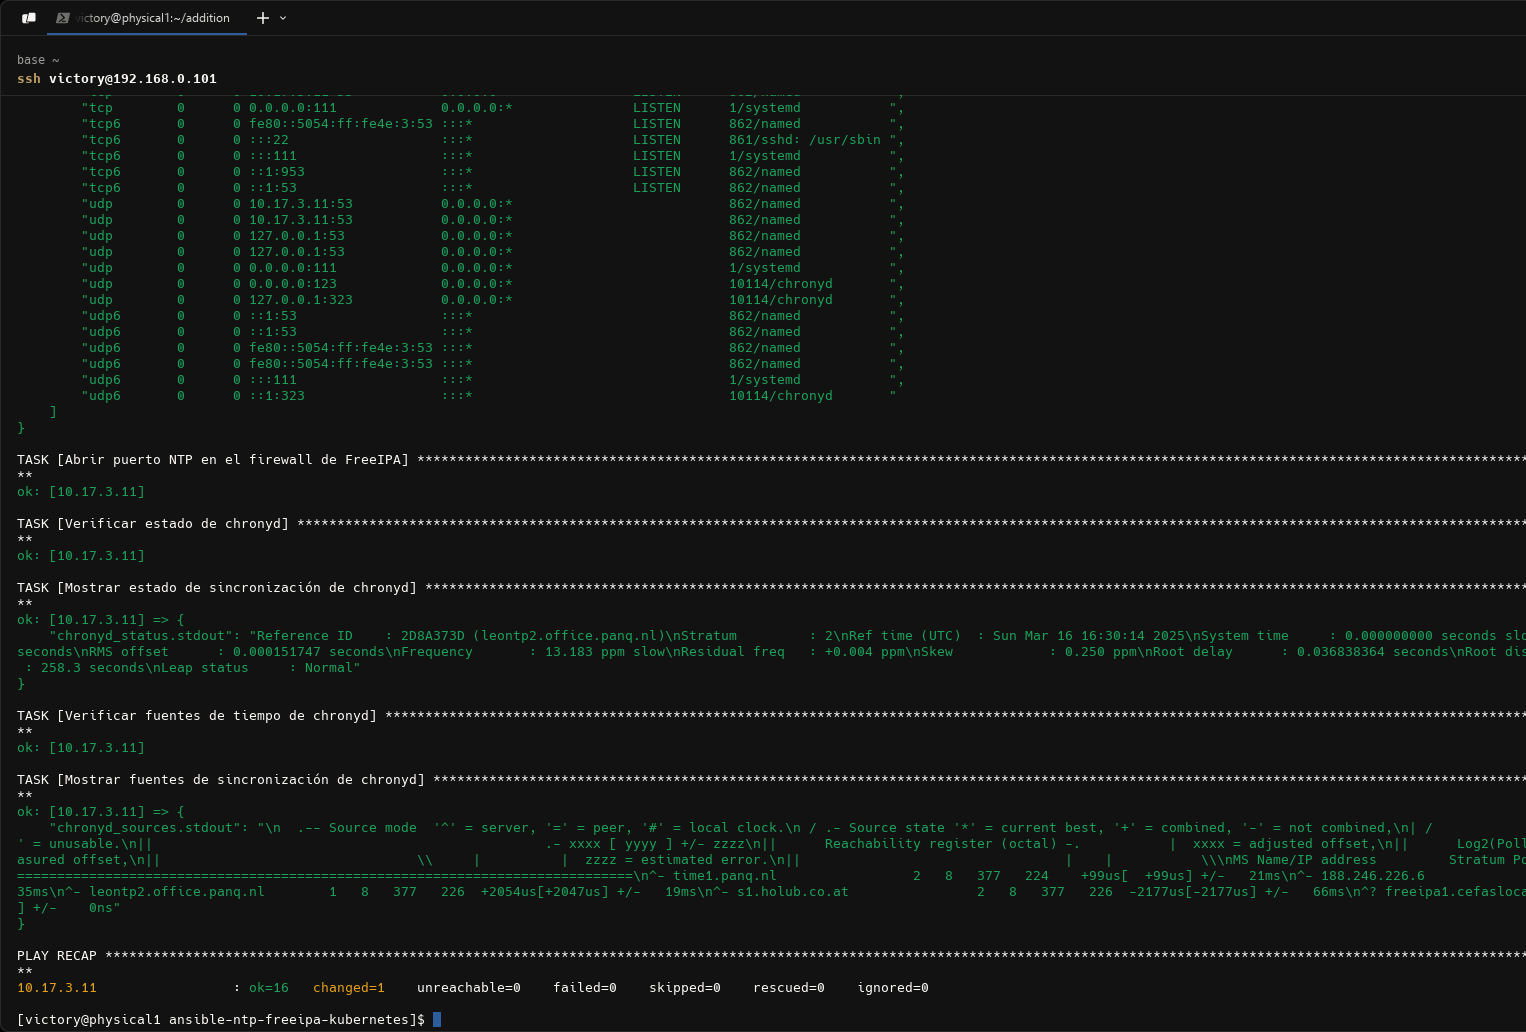 victory@physical1:~/addition
base ~
ssh victory@192.168.0.101
"tcp        0      0 0.0.0.0:111             0.0.0.0:*               LISTEN      1/systemd           ",
"tcp6       0      0 fe80::5054:ff:fe4e:3:53 :::*                    LISTEN      862/named           ",
"tcp6       0      0 :::22                   :::*                    LISTEN      861/sshd: /usr/sbin ",
"tcp6       0      0 :::111                  :::*                    LISTEN      1/systemd           ",
"tcp6       0      0 ::1:953                 :::*                    LISTEN      862/named           ",
"tcp6       0      0 ::1:53                  :::*                    LISTEN      862/named           ",
"udp        0      0 10.17.3.11:53           0.0.0.0:*                           862/named           ",
"udp        0      0 10.17.3.11:53           0.0.0.0:*                           862/named           ",
"udp        0      0 127.0.0.1:53            0.0.0.0:*                           862/named           ",
"udp        0      0 127.0.0.1:53            0.0.0.0:*                           862/named           ",
"udp        0      0 0.0.0.0:111             0.0.0.0:*                           1/systemd           ",
"udp        0      0 0.0.0.0:123             0.0.0.0:*                           10114/chronyd       ",
"udp        0      0 127.0.0.1:323           0.0.0.0:*                           10114/chronyd       ",
"udp6       0      0 ::1:53                  :::*                                862/named           ",
"udp6       0      0 ::1:53                  :::*                                862/named           ",
"udp6       0      0 fe80::5054:ff:fe4e:3:53 :::*                                862/named           ",
"udp6       0      0 fe80::5054:ff:fe4e:3:53 :::*                                862/named           ",
"udp6       0      0 :::111                  :::*                                1/systemd           ",
"udp6       0      0 ::1:323                 :::*                                10114/chronyd       "
]
}
TASK [Abrir puerto NTP en el firewall de FreeIPA] *******************************************************************************************************************************************
**
ok: [10.17.3.11]
TASK [Verificar estado de chronyd] **********************************************************************************************************************************************************
**
ok: [10.17.3.11]
TASK [Mostrar estado de sincronización de chronyd] ******************************************************************************************************************************************
**
ok: [10.17.3.11] => {
"chronyd_status.stdout": "Reference ID    : 2D8A373D (leontp2.office.panq.nl)\nStratum         : 2\nRef time (UTC)  : Sun Mar 16 16:30:14 2025\nSystem time     : 0.000000000 seconds slo
seconds\nRMS offset      : 0.000151747 seconds\nFrequency       : 13.183 ppm slow\nResidual freq   : +0.004 ppm\nSkew            : 0.250 ppm\nRoot delay      : 0.036838364 seconds\nRoot dis
: 258.3 seconds\nLeap status     : Normal"
}
TASK [Verificar fuentes de tiempo de chronyd] ***********************************************************************************************************************************************
**
ok: [10.17.3.11]
TASK [Mostrar fuentes de sincronización de chronyd] *****************************************************************************************************************************************
**
ok: [10.17.3.11] => {
"chronyd_sources.stdout": "\n  .-- Source mode  '^' = server, '=' = peer, '#' = local clock.\n / .- Source state '*' = current best, '+' = combined, '-' = not combined,\n| /
' = unusable.\n||                                                 .- xxxx [ yyyy ] +/- zzzz\n||      Reachability register (octal) -.           |  xxxx = adjusted offset,\n||      Log2(Poll
asured offset,\n||                                \\     |          |  zzzz = estimated error.\n||                                 |    |           \\\nMS Name/IP address         Stratum Po
=============================================================================\n^- time1.panq.nl                 2   8   377   224    +99us[  +99us] +/-   21ms\n^- 188.246.226.6
35ms\n^- leontp2.office.panq.nl        1   8   377   226  +2054us[+2047us] +/-   19ms\n^- s1.holub.co.at                2   8   377   226  -2177us[-2177us] +/-   66ms\n^? freeipa1.cefasloca
] +/-    0ns"
}
PLAY RECAP **********************************************************************************************************************************************************************************
**
10.17.3.11                 : ok=16   changed=1    unreachable=0    failed=0    skipped=0    rescued=0    ignored=0
[victory@physical1 ansible-ntp-freeipa-kubernetes]$